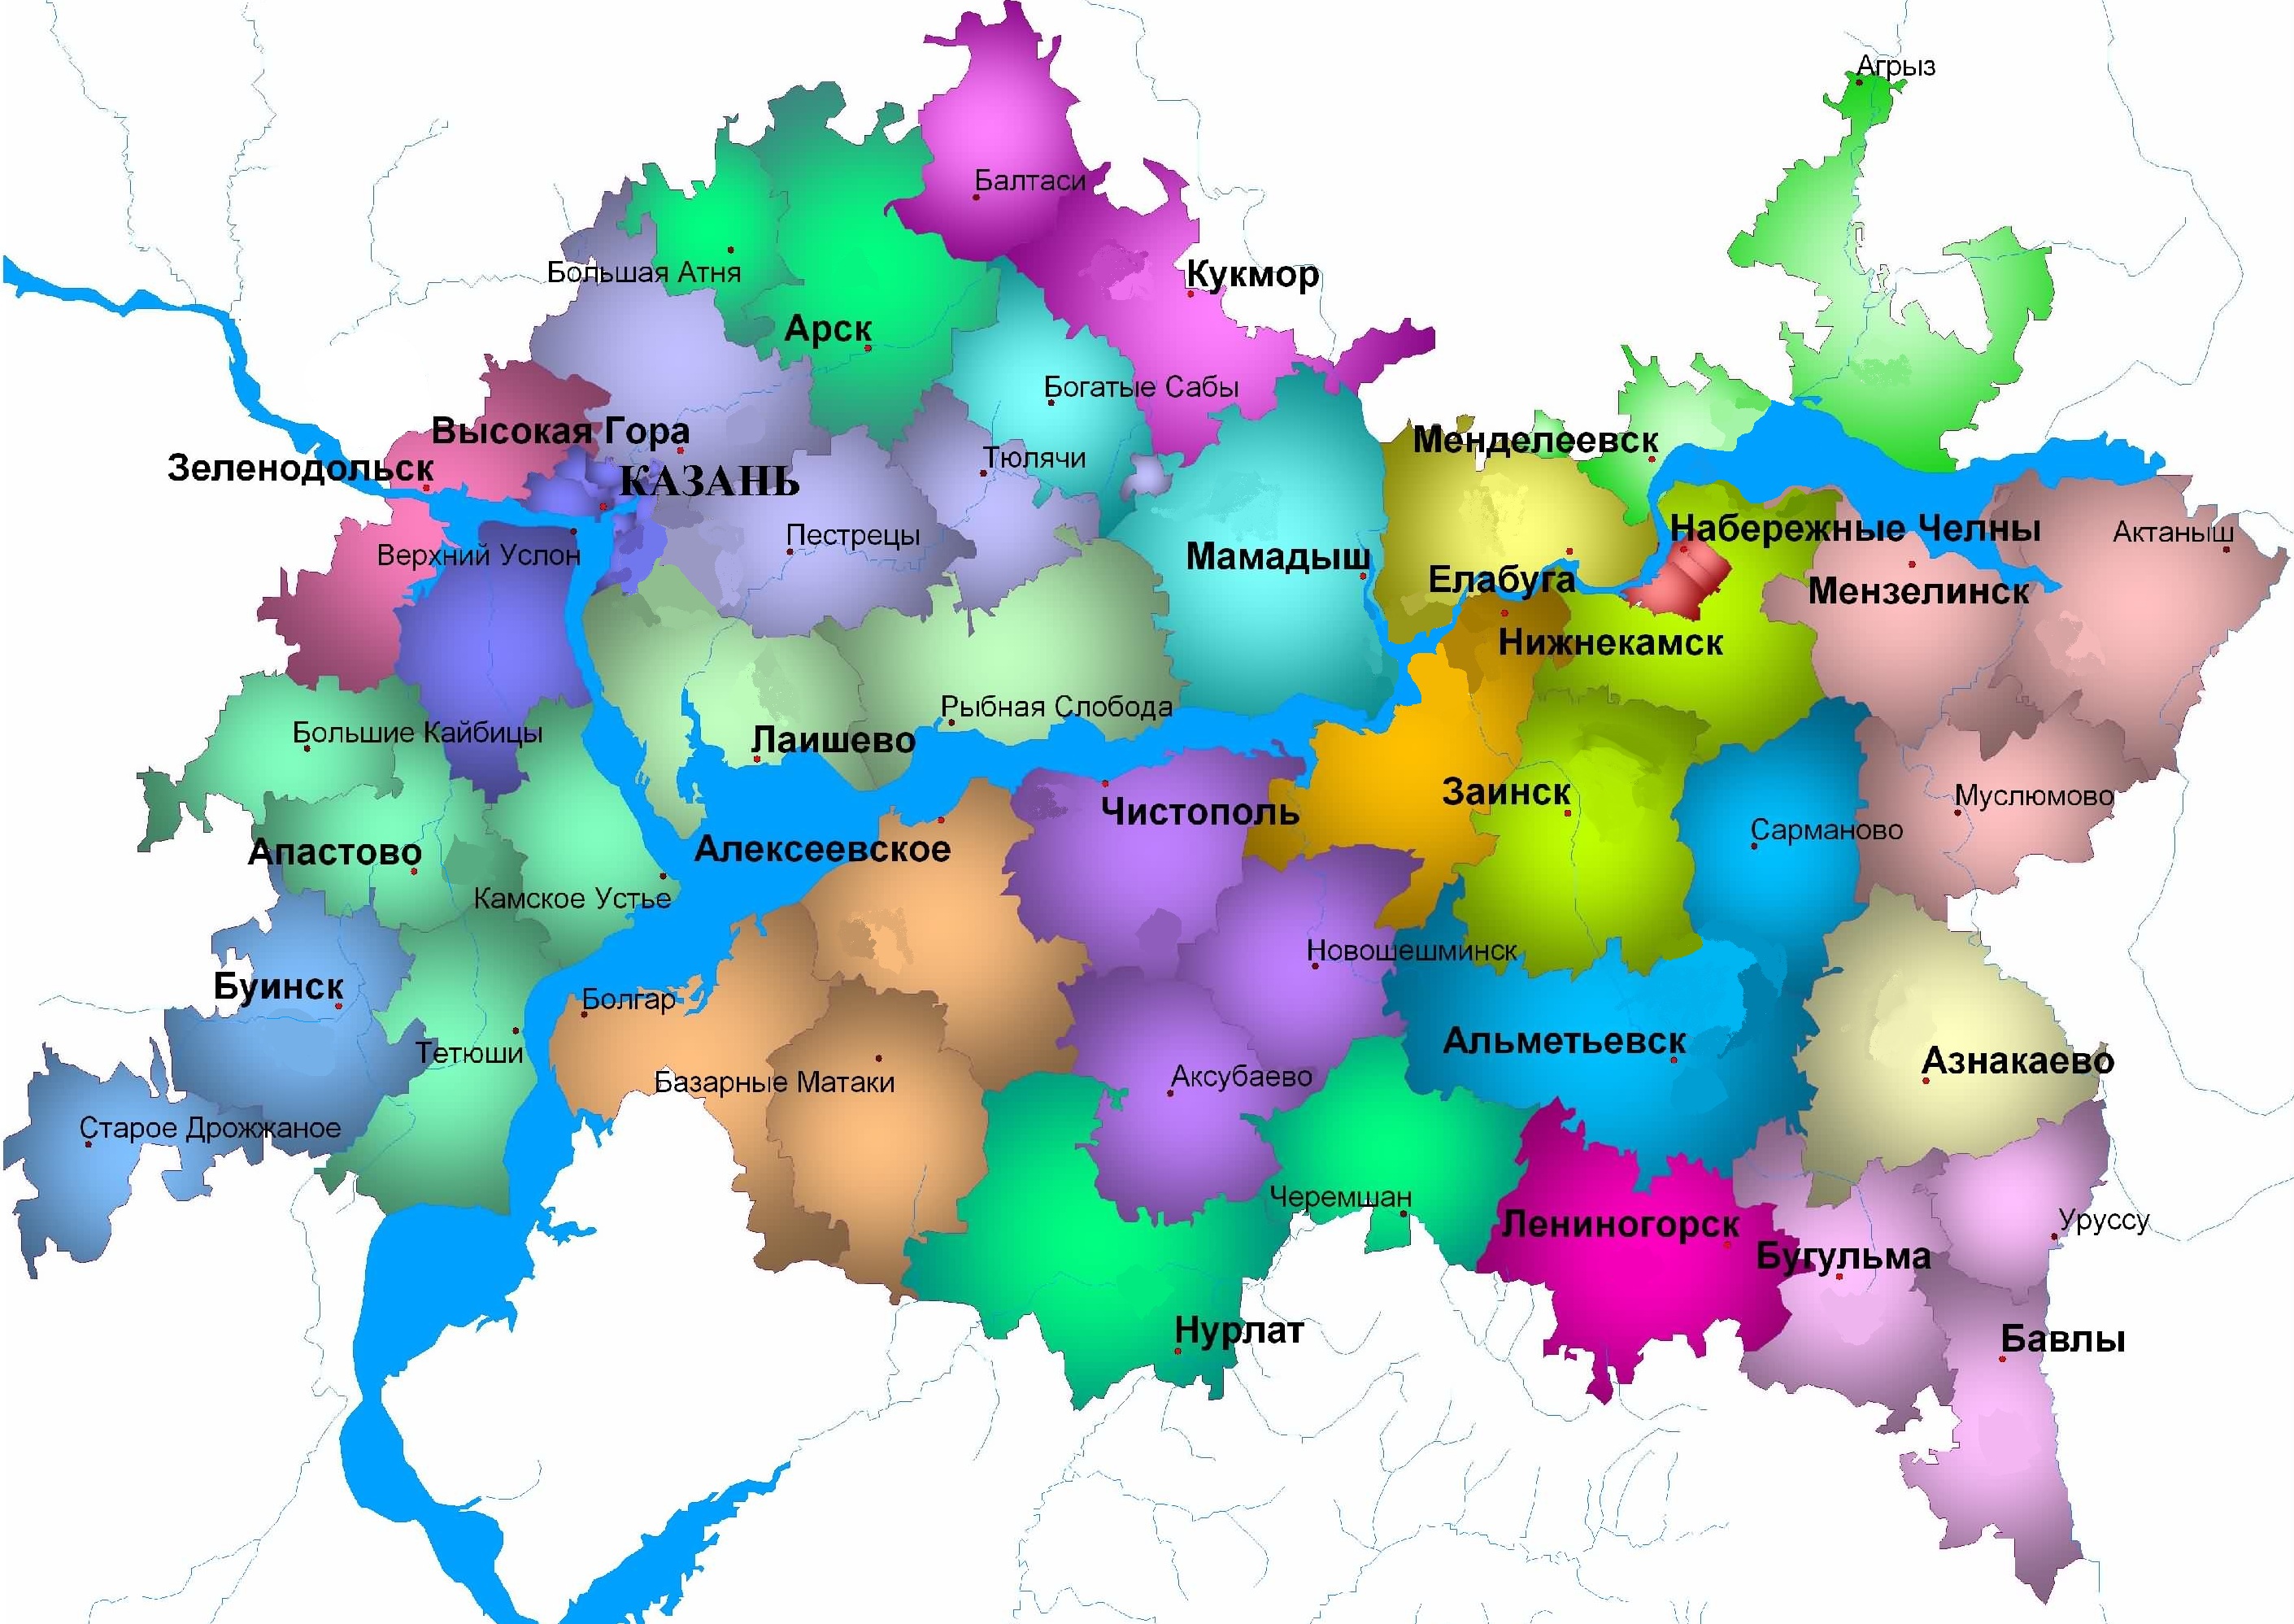 Агрыз
Балтаси
Большая Атня
Кукмор
Арск
Богатые Сабы
Высокая Гора
Менделеевск
Тюлячи
Зеленодольск
КАЗАНЬ
Набережные Челны
Актаныш
Пестрецы
Верхний Услон
Мамадыш
Елабуга
Мензелинск
Нижнекамск
Рыбная Слобода
Большие Кайбицы
Лаишево
Заинск
Муслюмово
Чистополь
Сарманово
Апастово
Алексеевское
Камское Устье
Новошешминск
Буинск
Болгар
Альметьевск
Тетюши
Азнакаево
Базарные Матаки
Аксубаево
Старое Дрожжаное
Черемшан
Лениногорск
Уруссу
Бугульма
Нурлат
Бавлы